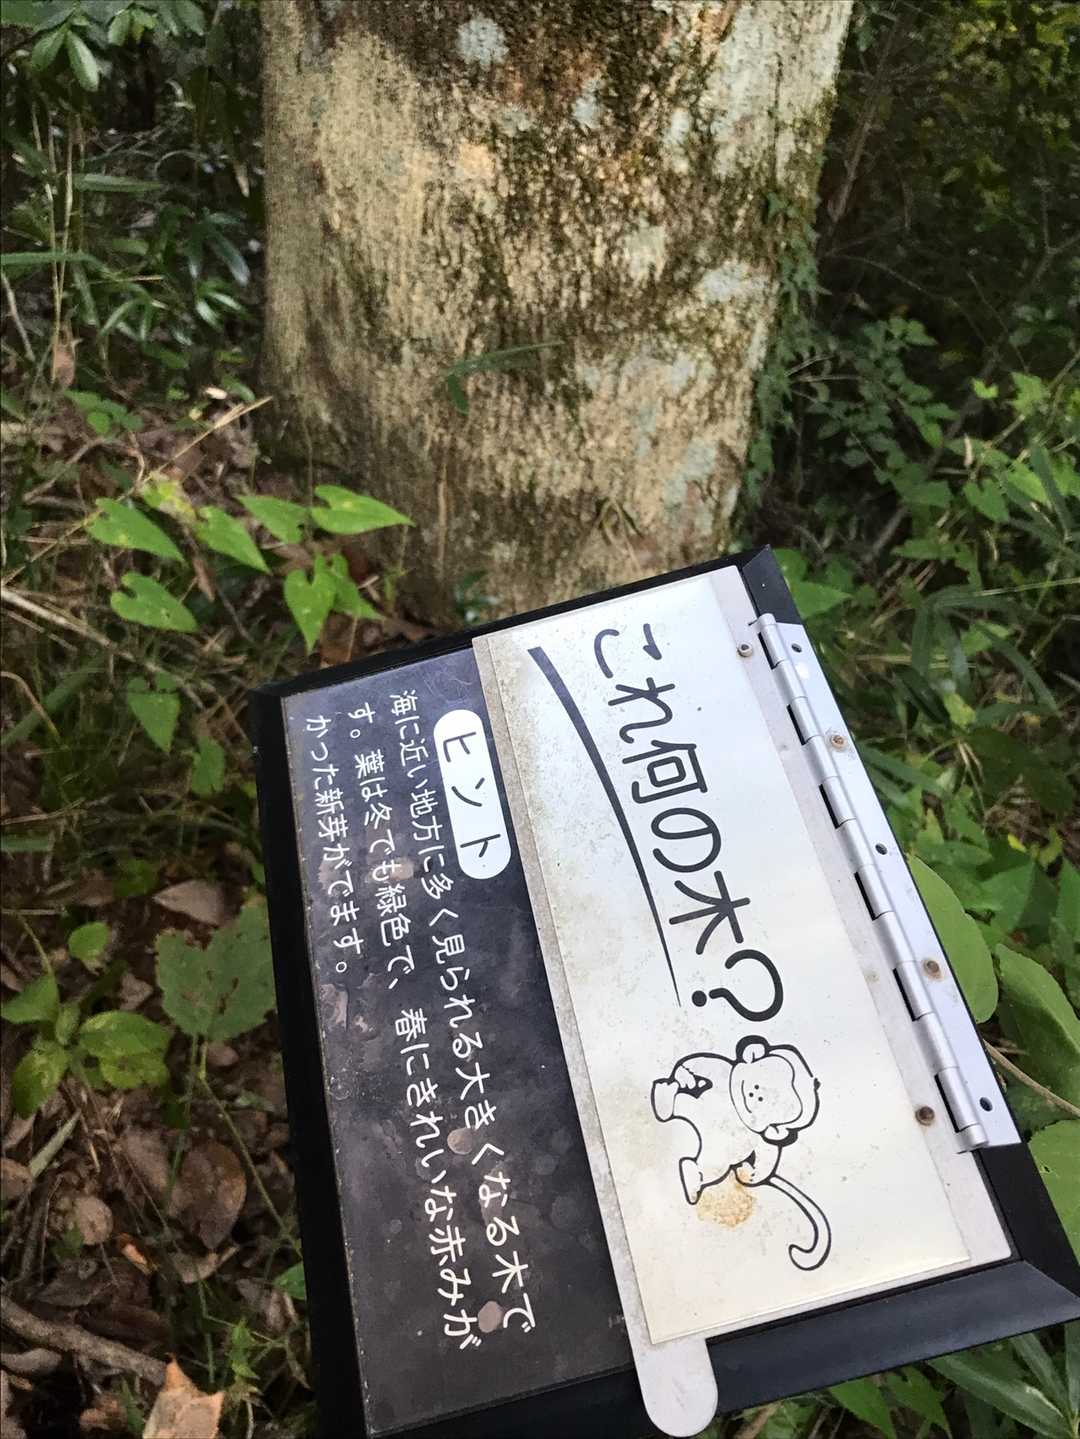 これ何の木?
ヒント
海に近い地方に多く見られる大きくなる木で
す。葉は冬でも緑色で、春にきれいな赤みが
かった新芽がでます。